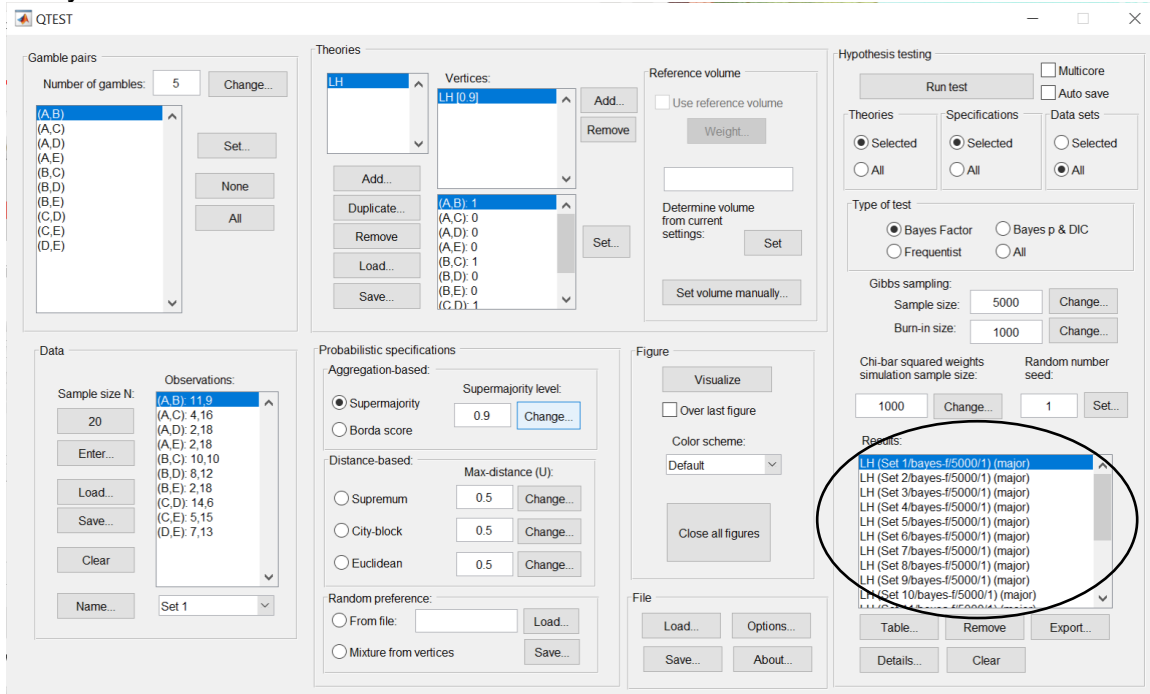 QTEST
Gamble pairs
Number of gambles: 5 Change...
(A,B)
(A,C)
(A,D)
(A,E)
(B,C)
(B,D)
(B,E)
(C,D)
(C,E)
(D,E)
Set...
None
All
Theories
LH
Vertices:
LH [0.9]
Add...
Remove
Add...
Duplicate...
Remove
Load...
Save...
(A,B): 1
(A,C): 0
(A,D): 0
(A,E): 0
(B,C): 1
(B,D): 0
(B,E): 0
(C,D): 1
Set...
Reference volume
Use reference volume
Weight...
Determine volume
from current
settings:
Set
Set volume manually...
Hypothesis testing
Run test
Multicore
Auto save
Theories
Selected
All
Specifications
Selected
All
Data sets
Selected
All
Type of test
Bayes Factor Bayes p & DIC
Frequentist All
Gibbs sampling:
Sample size: 5000 Change...
Burn-in size: 1000 Change...
Chi-bar squared weights
simulation sample size:
Random number
seed:
1000 Change... 1 Set...
Results:
LH (Set 1/bayes-f/5000/1) (major)
LH (Set 2/bayes-f/5000/1) (major)
LH (Set 3/bayes-f/5000/1) (major)
LH (Set 4/bayes-f/5000/1) (major)
LH (Set 5/bayes-f/5000/1) (major)
LH (Set 6/bayes-f/5000/1) (major)
LH (Set 7/bayes-f/5000/1) (major)
LH (Set 8/bayes-f/5000/1) (major)
LH (Set 9/bayes-f/5000/1) (major)
LH (Set 10/bayes-f/5000/1) (major)
Table... Remove Export...
Details... Clear
Data
Sample size N:
20
Enter...
Load...
Save...
Clear
Name... Set 1
Observations:
(A,B): 11,9
(A,C): 4,16
(A,D): 2,18
(A,E): 2,18
(B,C): 10,10
(B,D): 8,12
(B,E): 2,18
(C,D): 14,6
(C,E): 5,15
(D,E): 7,13
Probabilistic specifications
Aggregation-based:
Supermajority level:
Supermajority 0.9 Change...
Borda score
Distance-based:
Max-distance (U):
Supremum 0.5 Change...
City-block 0.5 Change...
Euclidean 0.5 Change...
Random preference:
From file: Load...
Mixture from vertices Save...
Figure
Visualize
Over last figure
Color scheme:
Default
Close all figures
File
Load... Options...
Save... About...